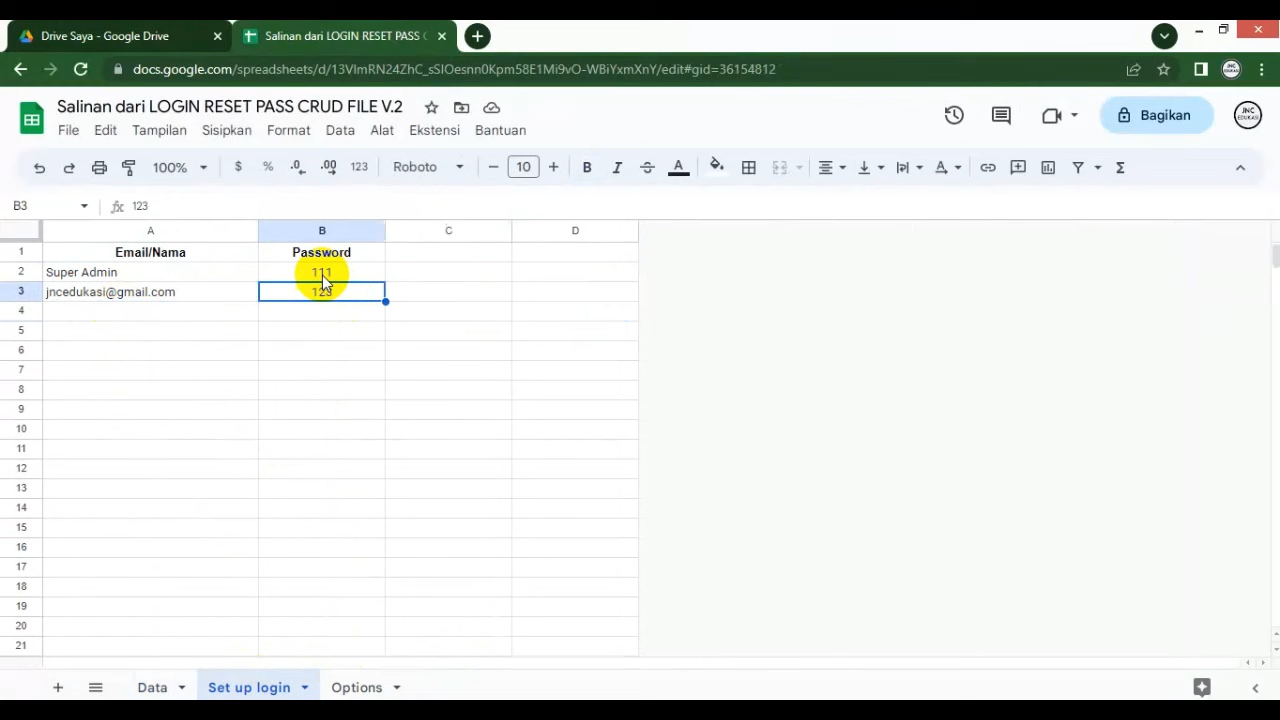 Drive Saya - Google Drive
Salinan dari LOGIN RESET PASS C
docs.google.com/spreadsheets/d/13VlmRN24ZhC_sSIOesnn0Kpm58E1Mi9vO-WBiYxmXnY/edit#gid=36154812
Salinan dari LOGIN RESET PASS CRUD FILE V.2
File Edit Tampilan Sisipkan Format Data Alat Ekstensi Bantuan
Bagikan
JNC EDUKASI
100% $ % .0 .00 123 Roboto 10 B I A A Σ
B3 fx 123
A B C D
1 Email/Nama Password
2 Super Admin 111
3 jncedukasi@gmail.com 123
4
5
6
7
8
9
10
11
12
13
14
15
16
17
18
19
20
21
Data Set up login Options